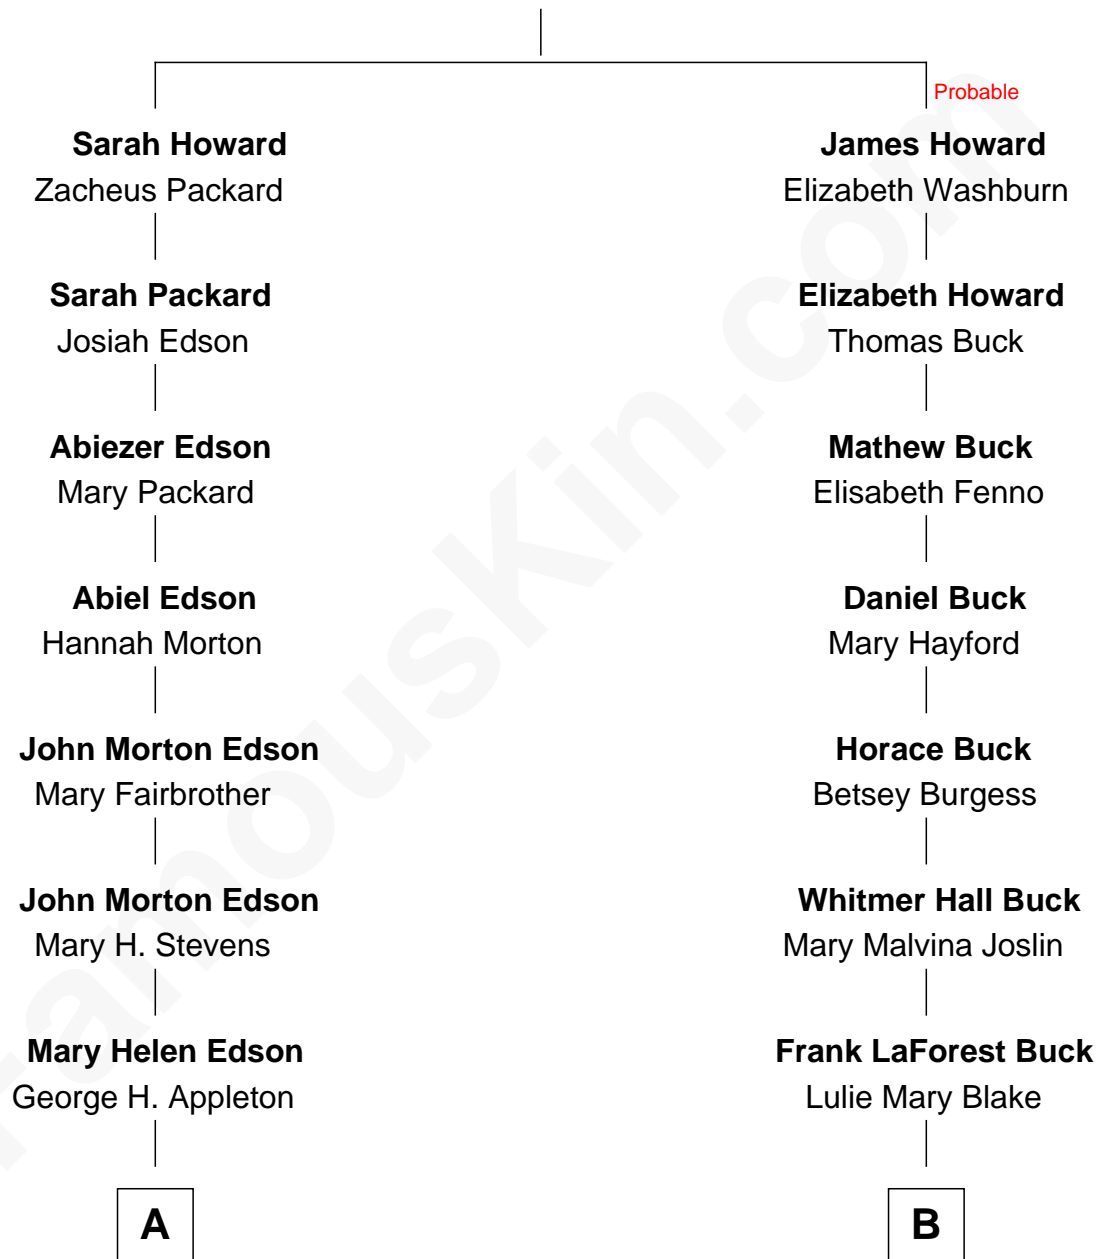 Probable
Sarah Howard
Zacheus Packard
James Howard
Elizabeth Washburn
Sarah Packard
Josiah Edson
Elizabeth Howard
Thomas Buck
Abiezer Edson
Mary Packard
Mathew Buck
Elisabeth Fenno
Abiel Edson
Hannah Morton
Daniel Buck
Mary Hayford
John Morton Edson
Mary Fairbrother
Horace Buck
Betsey Burgess
John Morton Edson
Mary H. Stevens
Whitmer Hall Buck
Mary Malvina Joslin
Mary Helen Edson
George H. Appleton
Frank LaForest Buck
Lulie Mary Blake
A
B
FamousKin.com